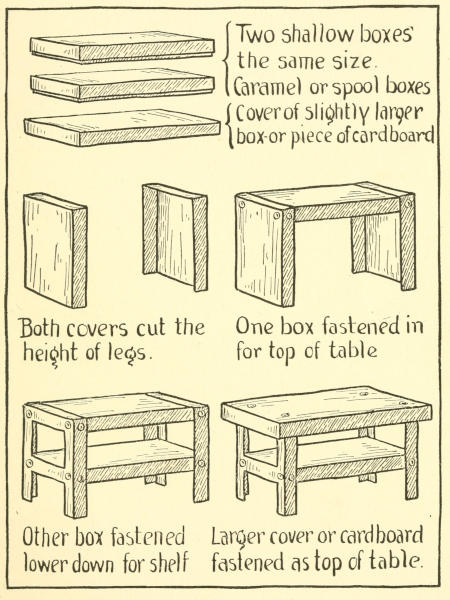 Two shallow boxes
the same size.
Caramel or spool boxes
Cover of slightly larger
box-or piece of cardboard
Both covers cut the
height of legs.
One box fastened in
for top of table
Other box fastened
lower down for shelf
Larger cover or cardboard
fastened as top of table.